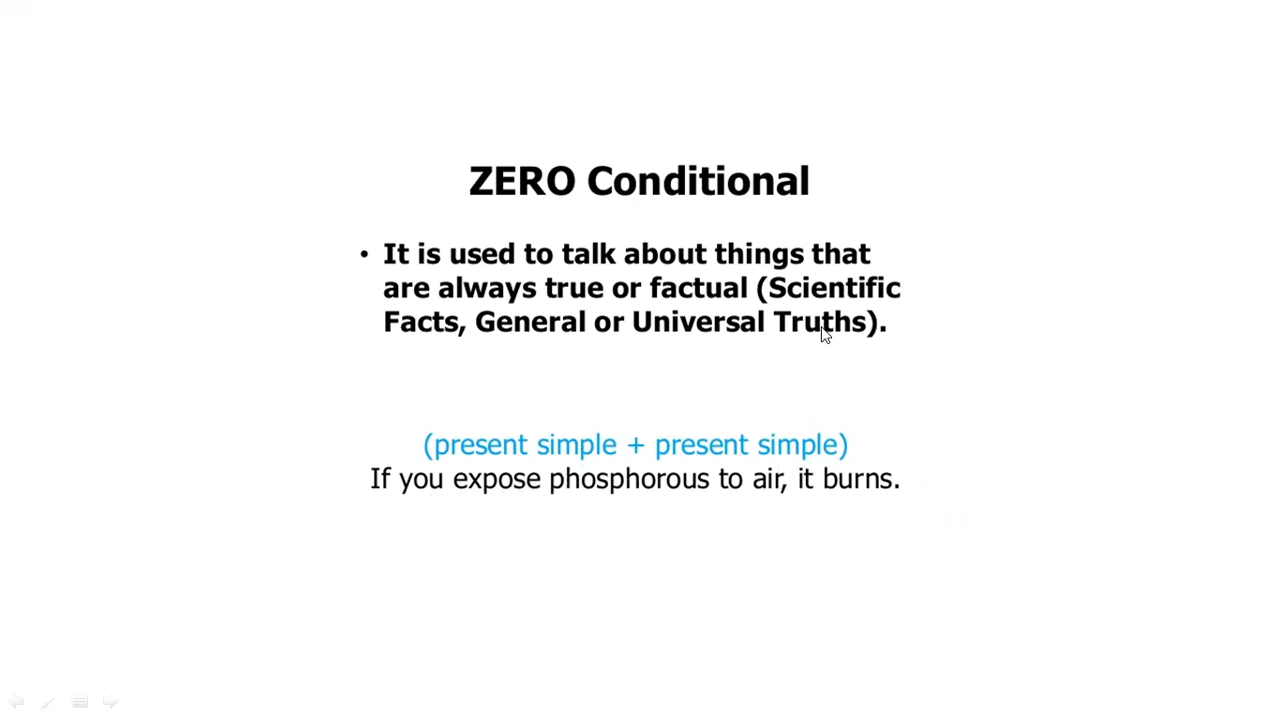 ZERO Conditional
• It is used to talk about things that
are always true or factual (Scientific
Facts, General or Universal Truths).
(present simple + present simple)
If you expose phosphorous to air, it burns.